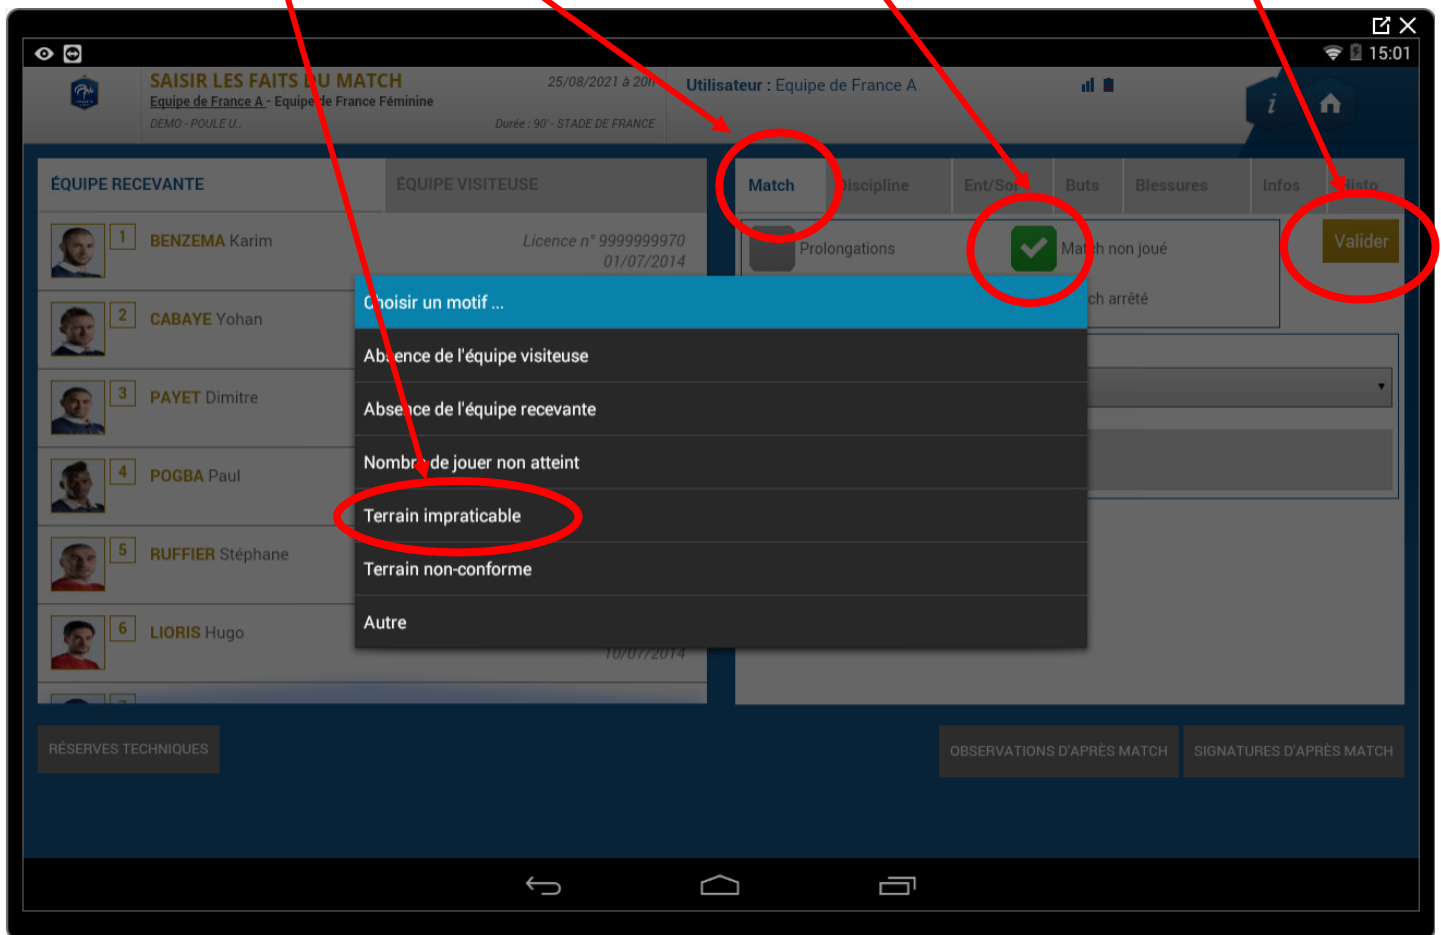 15:01
SAISIR LES FAITS DU MATCH
25/08/2021 à 20h
Equipe de France A - Equipe de France Féminine
DEMO - POULE U..
Durée : 90' - STADE DE FRANCE
Utilisateur : Equipe de France A
i
ÉQUIPE RECEVANTE
ÉQUIPE VISITEUSE
1 BENZEMA Karim
Licence n° 9999999970
01/07/2014
2 CABAYE Yohan
3 PAYET Dimitre
4 POGBA Paul
5 RUFFIER Stéphane
6 LIORIS Hugo
10/07/2014
7
Match Discipline Ent/Sor Buts Blessures Infos Histo
Prolongations
Match non joué
Valider
ch arrêté
Choisir un motif ...
Absence de l'équipe visiteuse
Absence de l'équipe recevante
Nombre de jouer non atteint
Terrain impraticable
Terrain non-conforme
Autre
RÉSERVES TECHNIQUES
OBSERVATIONS D'APRÈS MATCH
SIGNATURES D'APRÈS MATCH